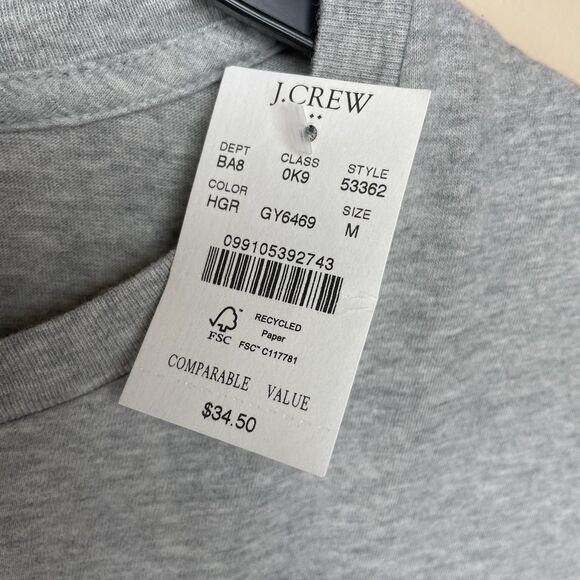 J.CREW
DEPT CLASS STYLE
BA8 0K9 53362
COLOR SIZE
HGR GY6469 M
099105392743
FSC
RECYCLED
Paper
FSC™ C117781
COMPARABLE VALUE
$34.50